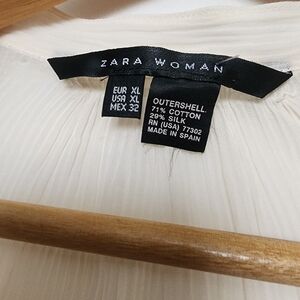 ZARA WOMAN
EUR XL
USA XL
MEX 32
OUTERSHELL.
71% COTTON
29% SILK
RN (USA) 77302
MADE IN SPAIN